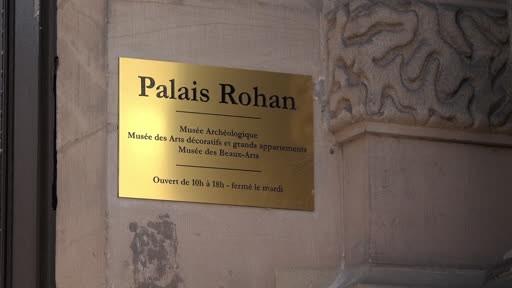 Palais Rohan
Musée Archéologique
Musée des Arts décoratifs et grands appartements
Musée des Beaux-Arts
Ouvert de 10h à 18h - fermé le mardi